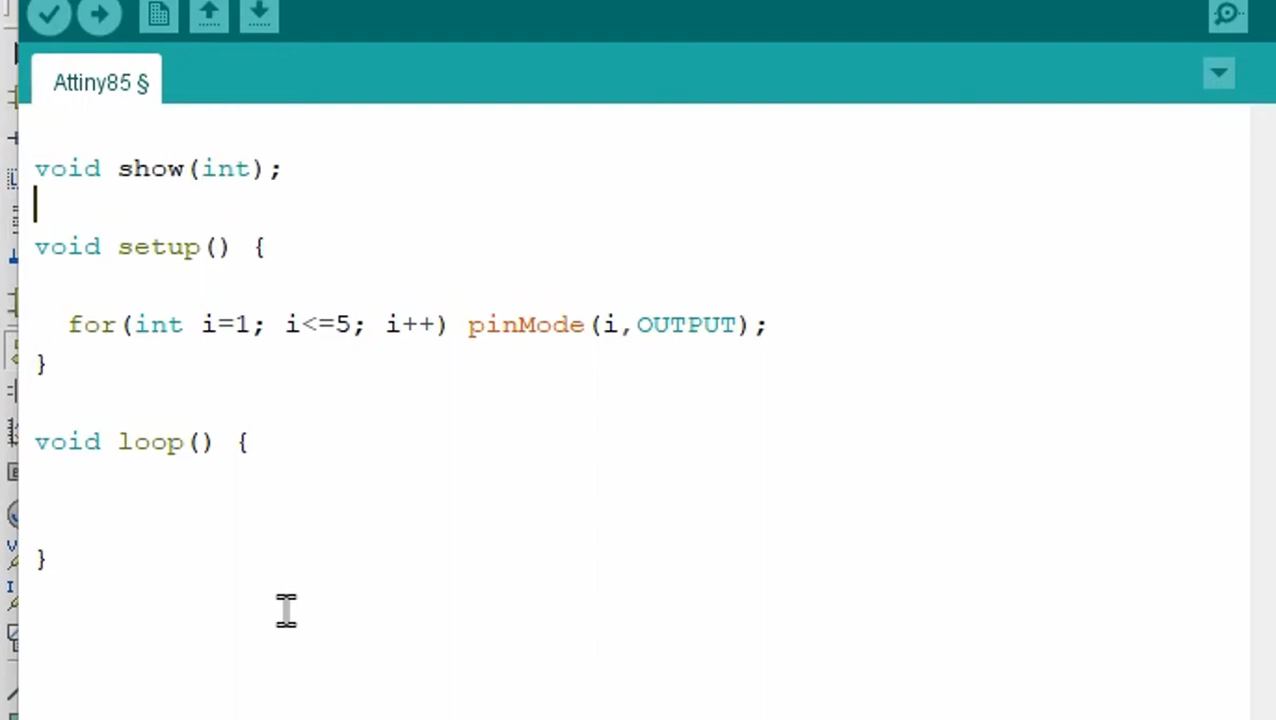 Attiny85 §
void show(int);
void setup() {
for(int i=1; i<=5; i++) pinMode(i,OUTPUT);
}
void loop() {
}